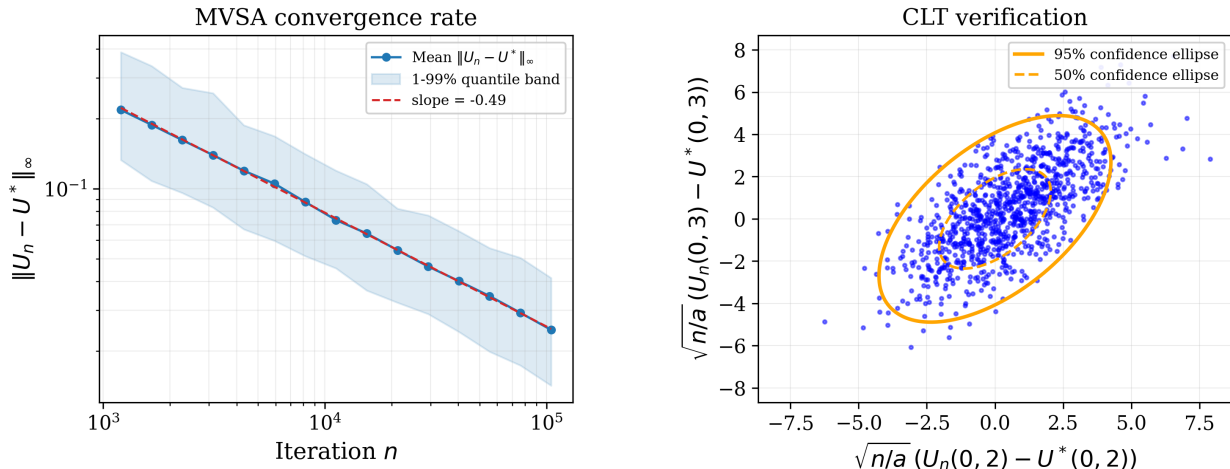 MVSA convergence rate
Mean ‖U_n − U*‖_∞
1-99% quantile band
slope = -0.49
‖U_n − U*‖_∞
10^{-1}
10^3
10^4
10^5
Iteration n
CLT verification
95% confidence ellipse
50% confidence ellipse
√n/a (U_n(0, 3) − U*(0, 3))
8
6
4
2
0
−2
−4
−6
−8
−7.5
−5.0
−2.5
0.0
2.5
5.0
7.5
√n/a (U_n(0, 2) − U*(0, 2))